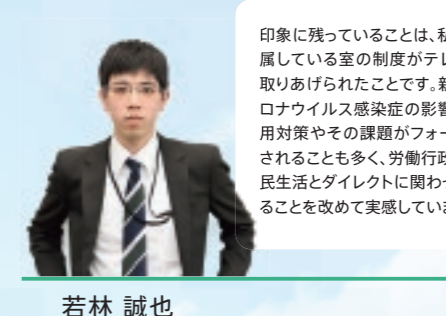 印象に残っていることは、私
属している室の制度がテレ
取りあげられたことです。新
ロナウイルス感染症の影響
用対策やその課題がフォー
されることも多く、労働行政
民生活とダイレクトに関わっ
ることを改めて実感していま
若林 誠也